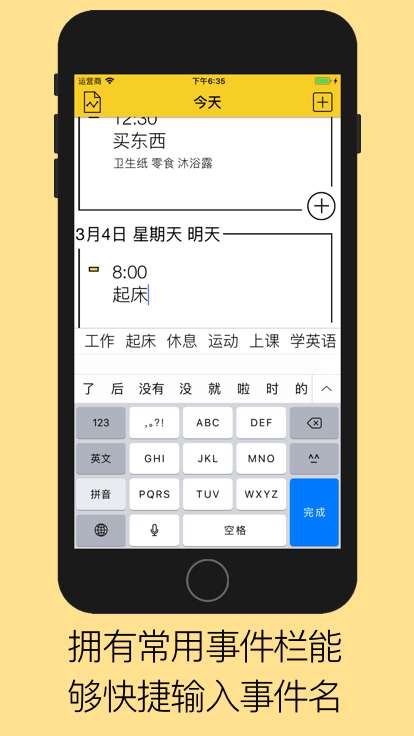 运营商 下午6:35
今天
12:30
买东西
卫生纸 零食 沐浴露
3月4日 星期天 明天
8:00
起床
工作 起床 休息 运动 上课 学英语
了 后 没有 没 就 啦 时 的
123 ,。?! ABC DEF
英文 GHI JKL MNO ^^
拼音 PQRS TUV WXYZ 完成
空格
拥有常用事件栏能
够快捷输入事件名